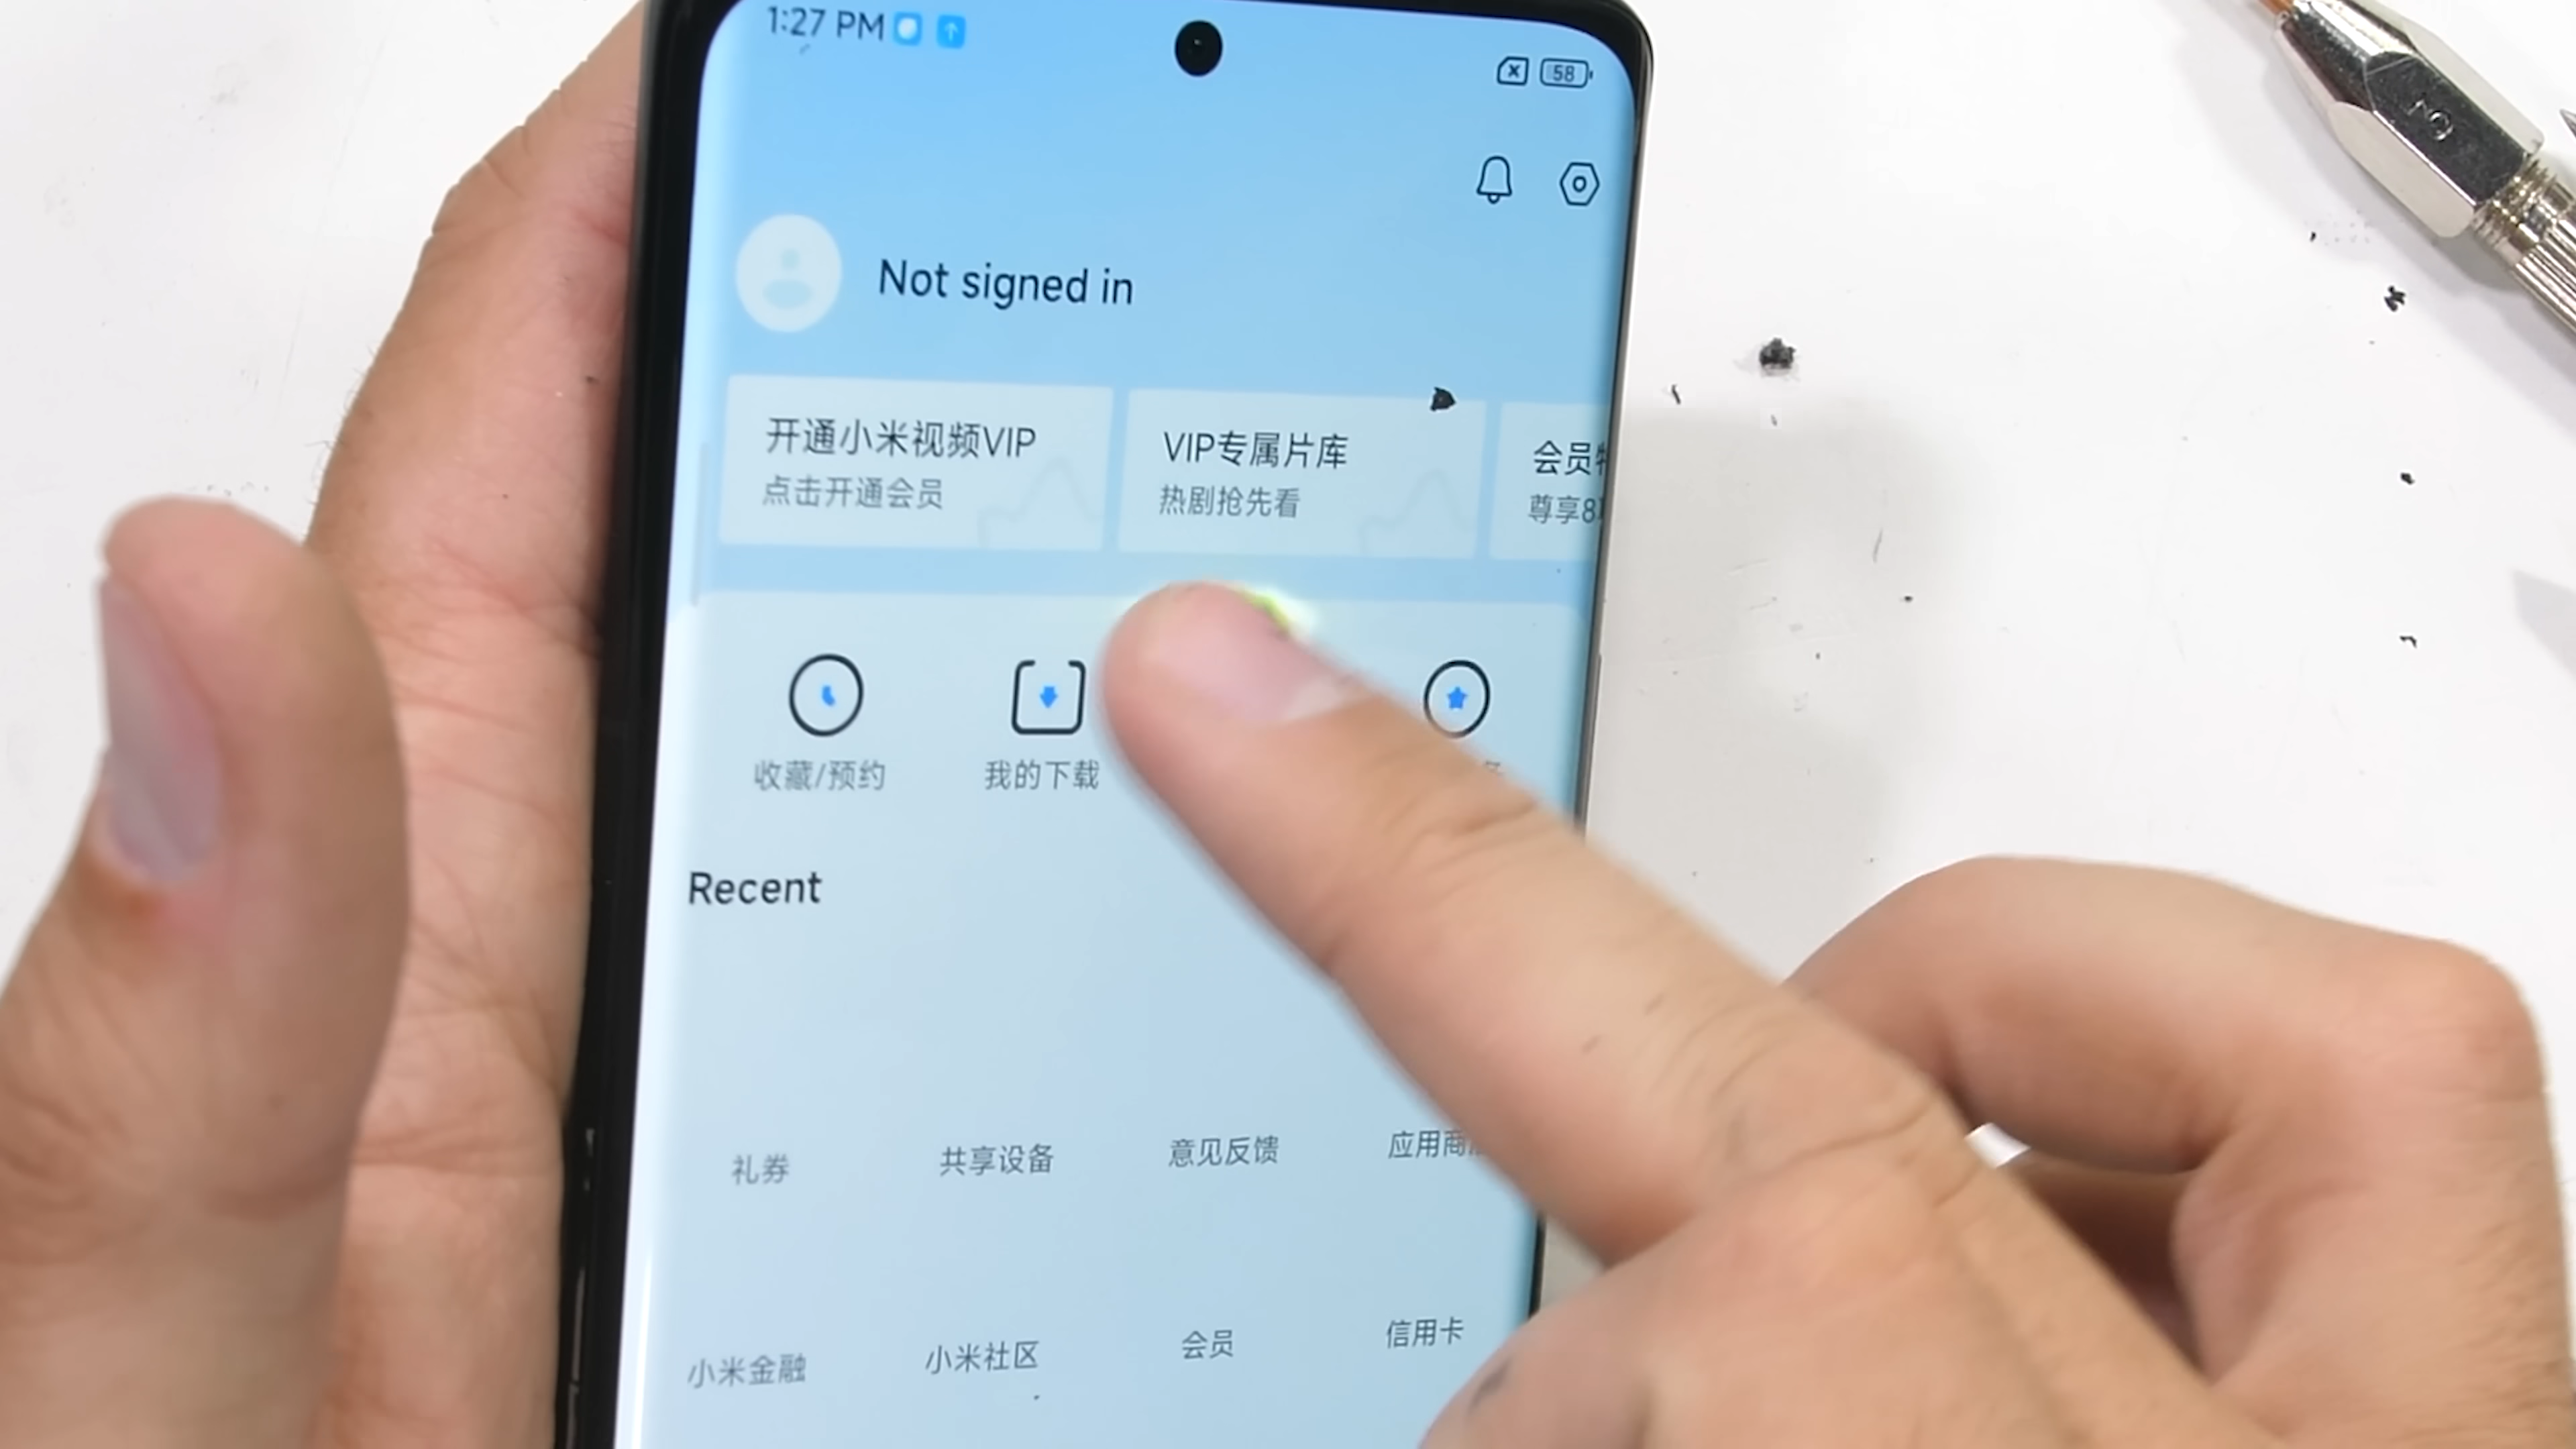 1:27 PM
58
Not signed in
开通小米视频VIP
点击开通会员
VIP专属片库
热剧抢先看
会员
尊享8
收藏/预约
我的下载
Recent
礼券
共享设备
意见反馈
应用商
小米金融
小米社区
会员
信用卡